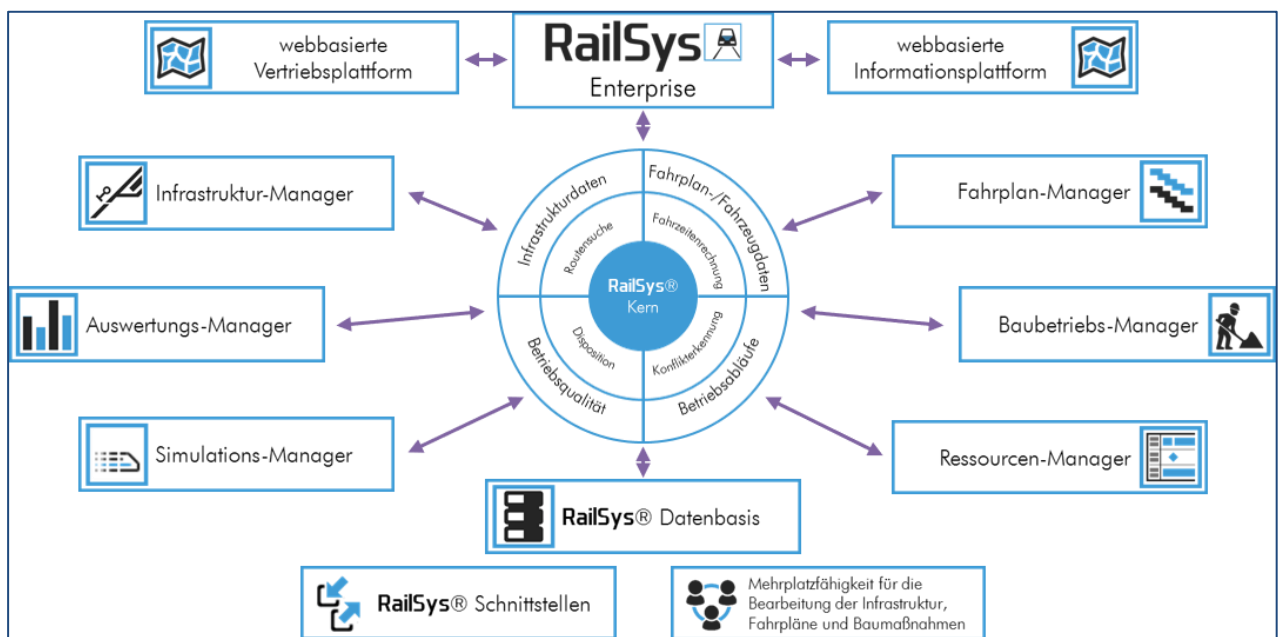 webbasierte
Vertriebsplattform
RailSys
Enterprise
webbasierte
Informationsplattform
Infrastruktur-Manager
Fahrplan-Manager
Auswertungs-Manager
Baubetriebs-Manager
Simulations-Manager
Ressourcen-Manager
Infrastrukturdaten
Fahrplan-/Fahrzeugdaten
Routensuche
Fahrzeitenrechnung
RailSys®
Kern
Disposition
Konflikterkennung
Betriebsqualität
Betriebsabläufe
RailSys® Datenbasis
RailSys® Schnittstellen
Mehrplatzfähigkeit für die
Bearbeitung der Infrastruktur,
Fahrpläne und Baumaßnahmen